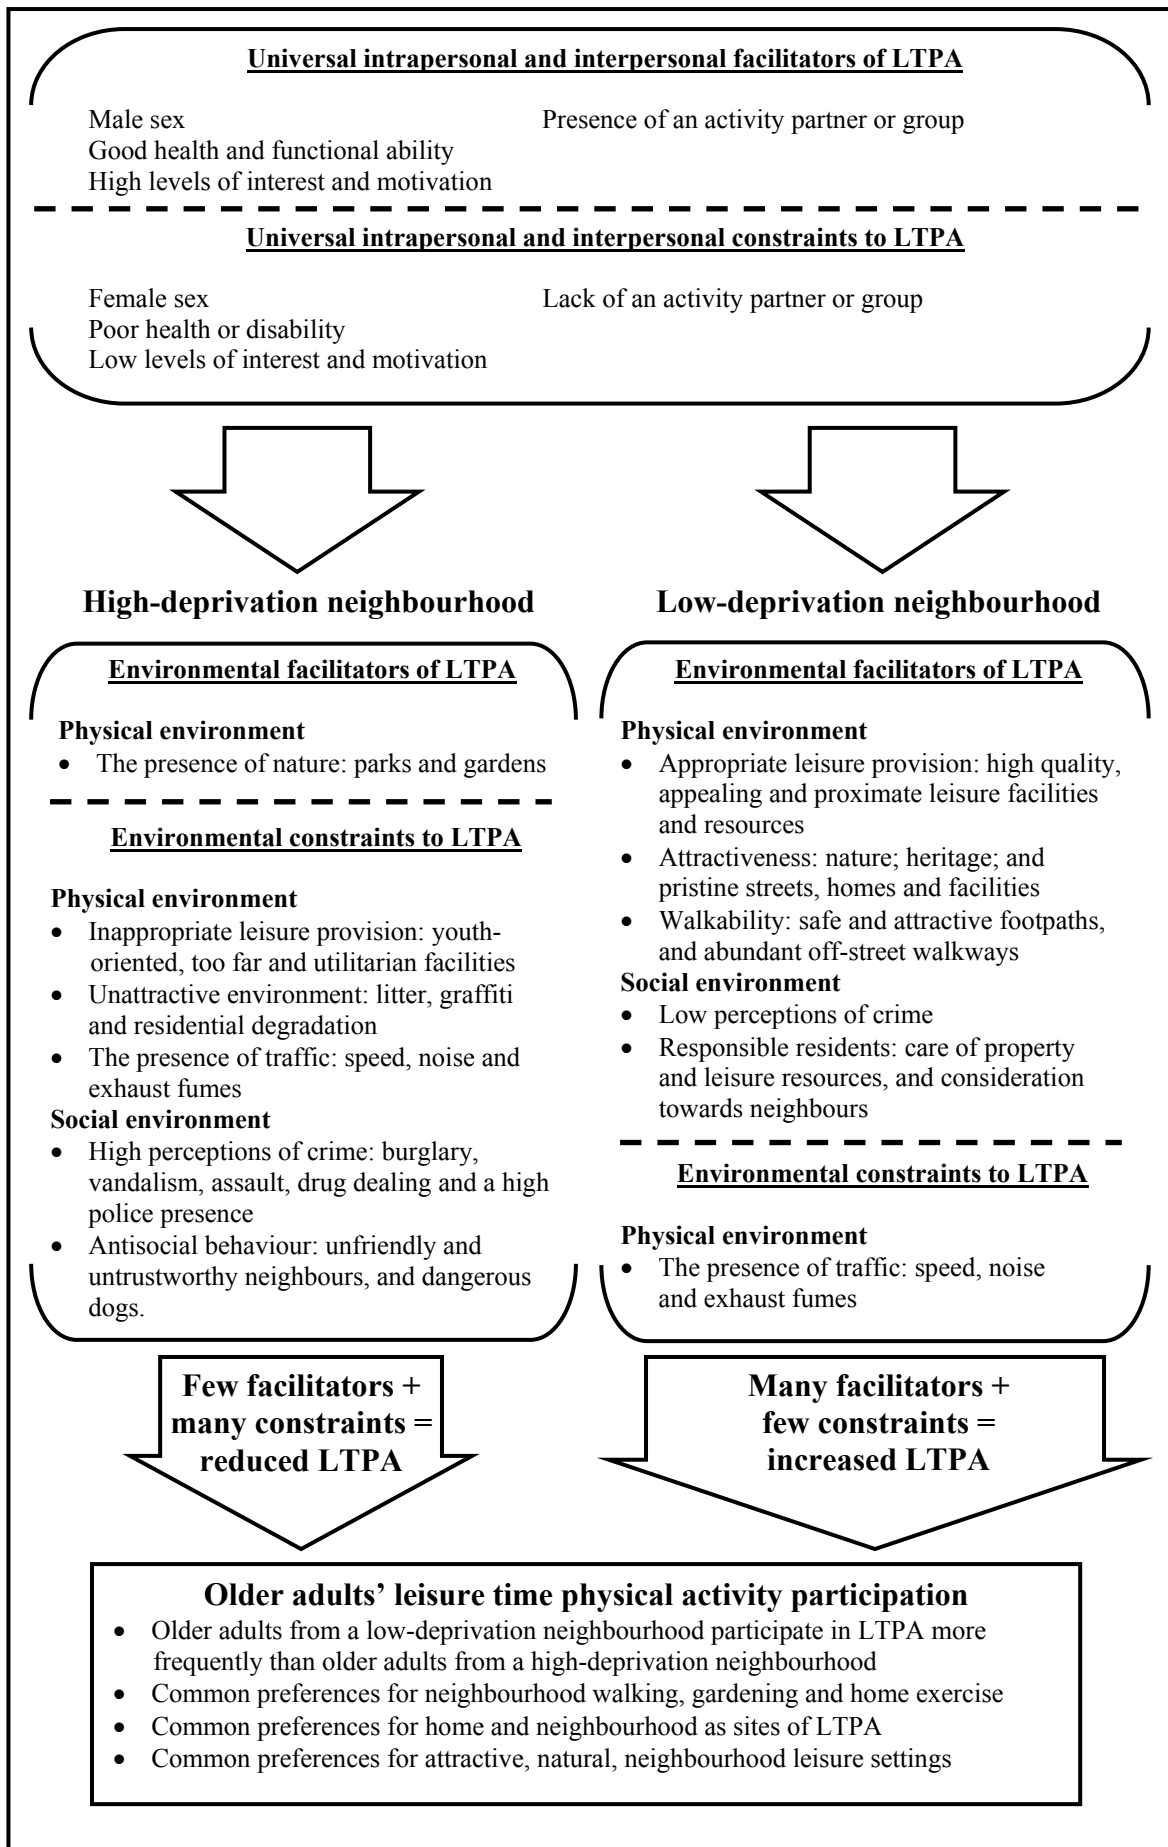 Universal intrapersonal and interpersonal facilitators of LTPA
Male sex
Good health and functional ability
High levels of interest and motivation
Presence of an activity partner or group
Universal intrapersonal and interpersonal constraints to LTPA
Female sex
Poor health or disability
Low levels of interest and motivation
Lack of an activity partner or group
High-deprivation neighbourhood
Environmental facilitators of LTPA
Physical environment
• The presence of nature: parks and gardens
Environmental constraints to LTPA
Physical environment
• Inappropriate leisure provision: youth-
oriented, too far and utilitarian facilities
• Unattractive environment: litter, graffiti
and residential degradation
• The presence of traffic: speed, noise and
exhaust fumes
Social environment
• High perceptions of crime: burglary,
vandalism, assault, drug dealing and a high
police presence
• Antisocial behaviour: unfriendly and
untrustworthy neighbours, and dangerous
dogs.
Few facilitators +
many constraints =
reduced LTPA
Low-deprivation neighbourhood
Environmental facilitators of LTPA
Physical environment
• Appropriate leisure provision: high quality,
appealing and proximate leisure facilities
and resources
• Attractiveness: nature; heritage; and
pristine streets, homes and facilities
• Walkability: safe and attractive footpaths,
and abundant off-street walkways
Social environment
• Low perceptions of crime
• Responsible residents: care of property
and leisure resources, and consideration
towards neighbours
Environmental constraints to LTPA
Physical environment
• The presence of traffic: speed, noise
and exhaust fumes
Many facilitators +
few constraints =
increased LTPA
Older adults’ leisure time physical activity participation
• Older adults from a low-deprivation neighbourhood participate in LTPA more
frequently than older adults from a high-deprivation neighbourhood
• Common preferences for neighbourhood walking, gardening and home exercise
• Common preferences for home and neighbourhood as sites of LTPA
• Common preferences for attractive, natural, neighbourhood leisure settings